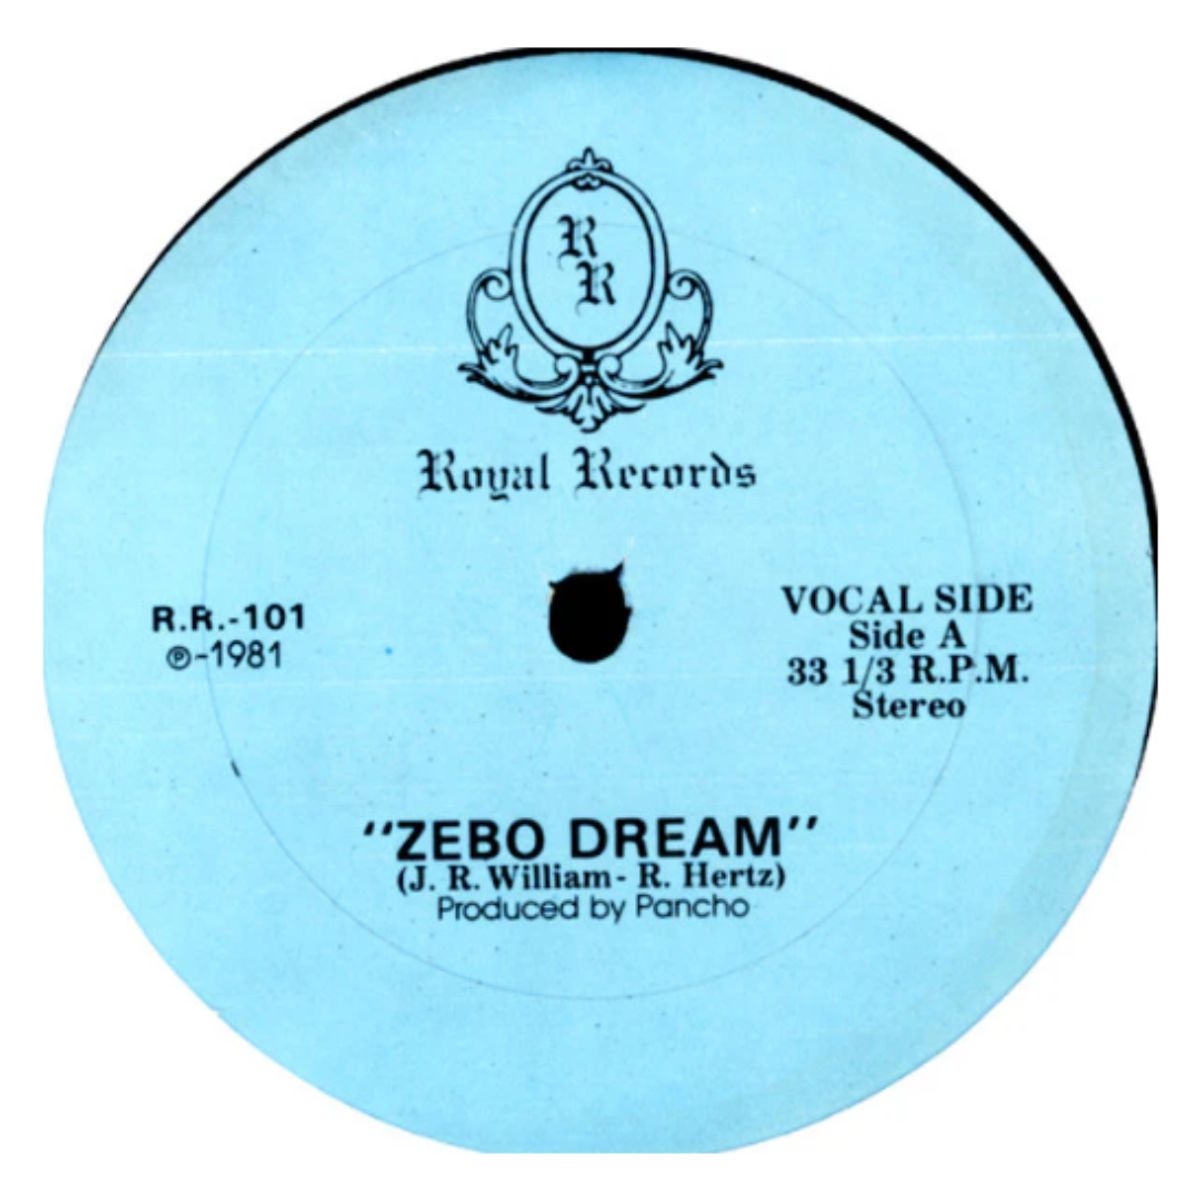 R
R
Royal Records
R.R.-101
℗-1981
VOCAL SIDE
Side A
33 1/3 R.P.M.
Stereo
"ZEBO DREAM"
(J. R. William - R. Hertz)
Produced by Pancho